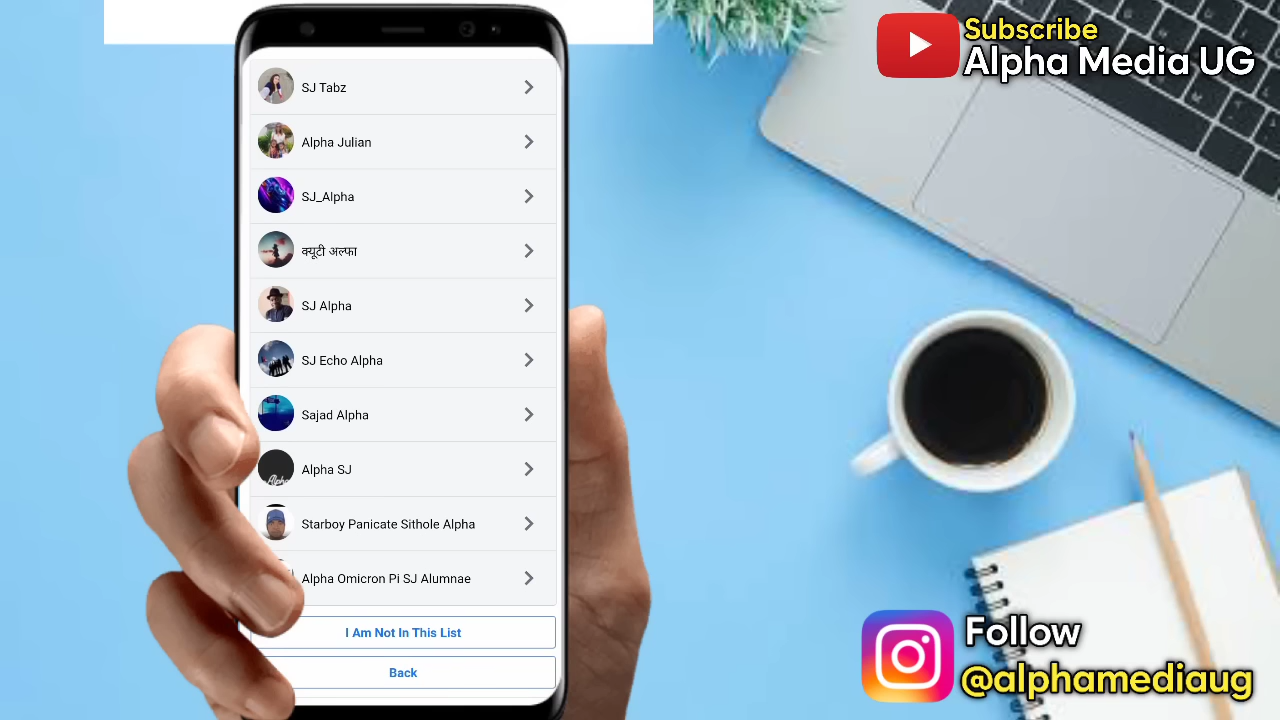 Subscribe
Alpha Media UG
SJ Tabz
Alpha Julian
SJ_Alpha
क्यूटी अल्फा
SJ Alpha
SJ Echo Alpha
Sajad Alpha
Alpha SJ
Alpha
Starboy Panicate Sithole Alpha
Alpha Omicron Pi SJ Alumnae
I Am Not In This List
Back
Follow
@alphamediaug